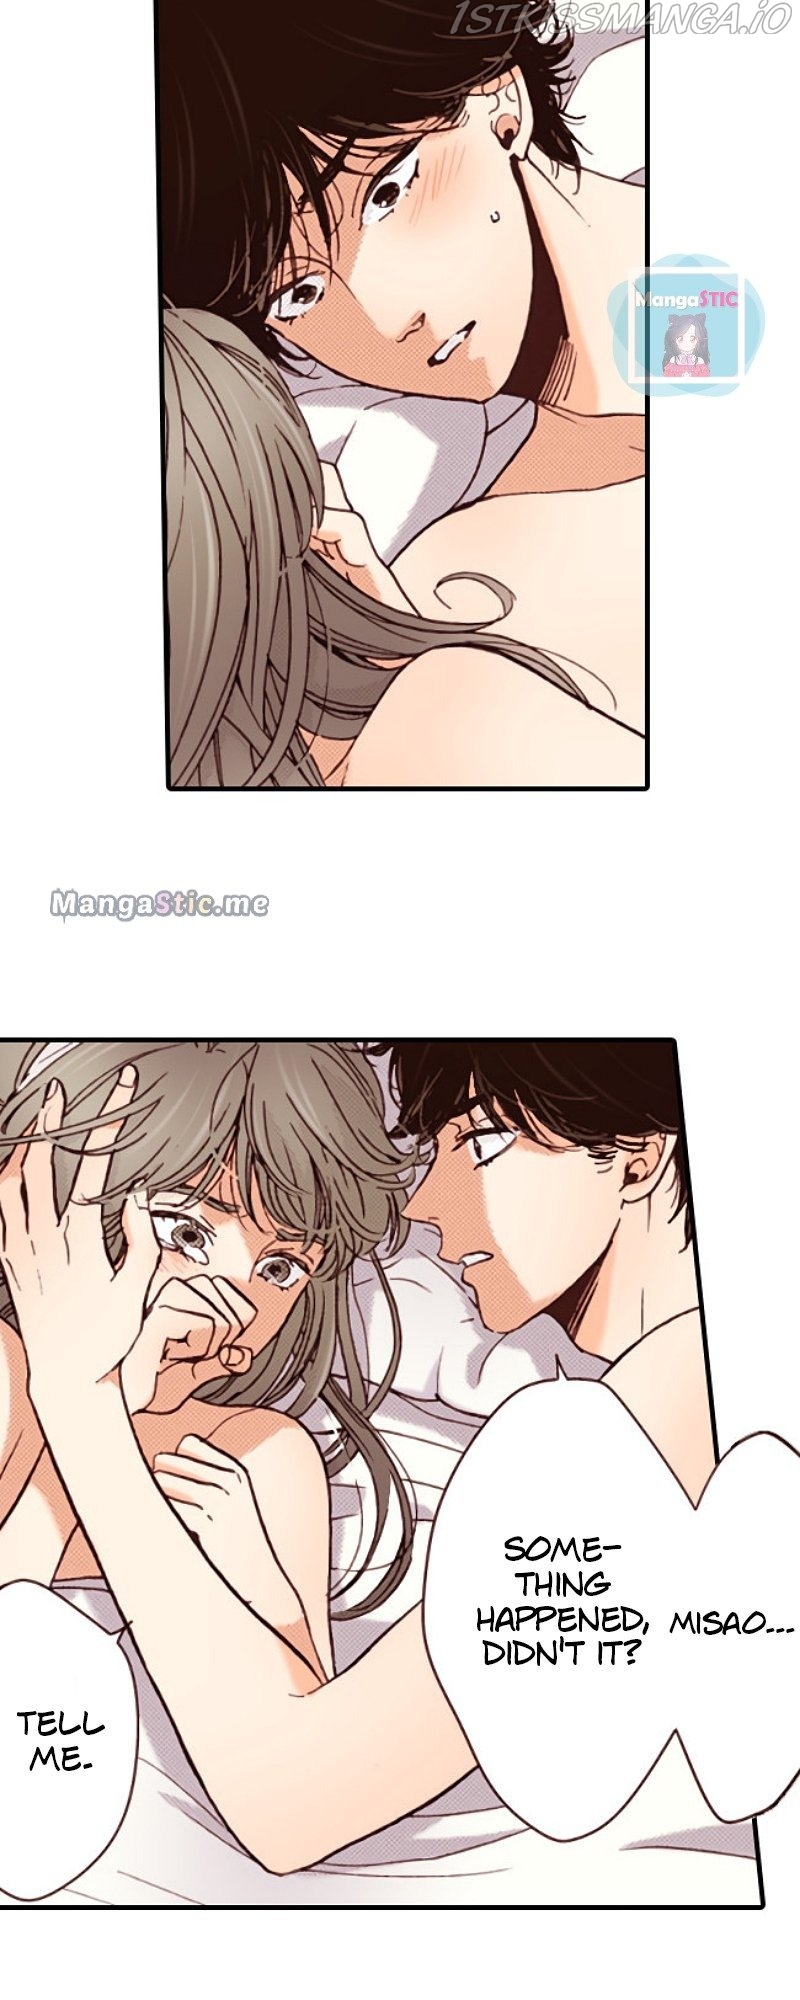 1STKISSMANGA.IO
MangaSTIC
MangaStic.me
MISAO...
SOME-
THING
HAPPENED,
DIDN'T IT?
TELL
ME.